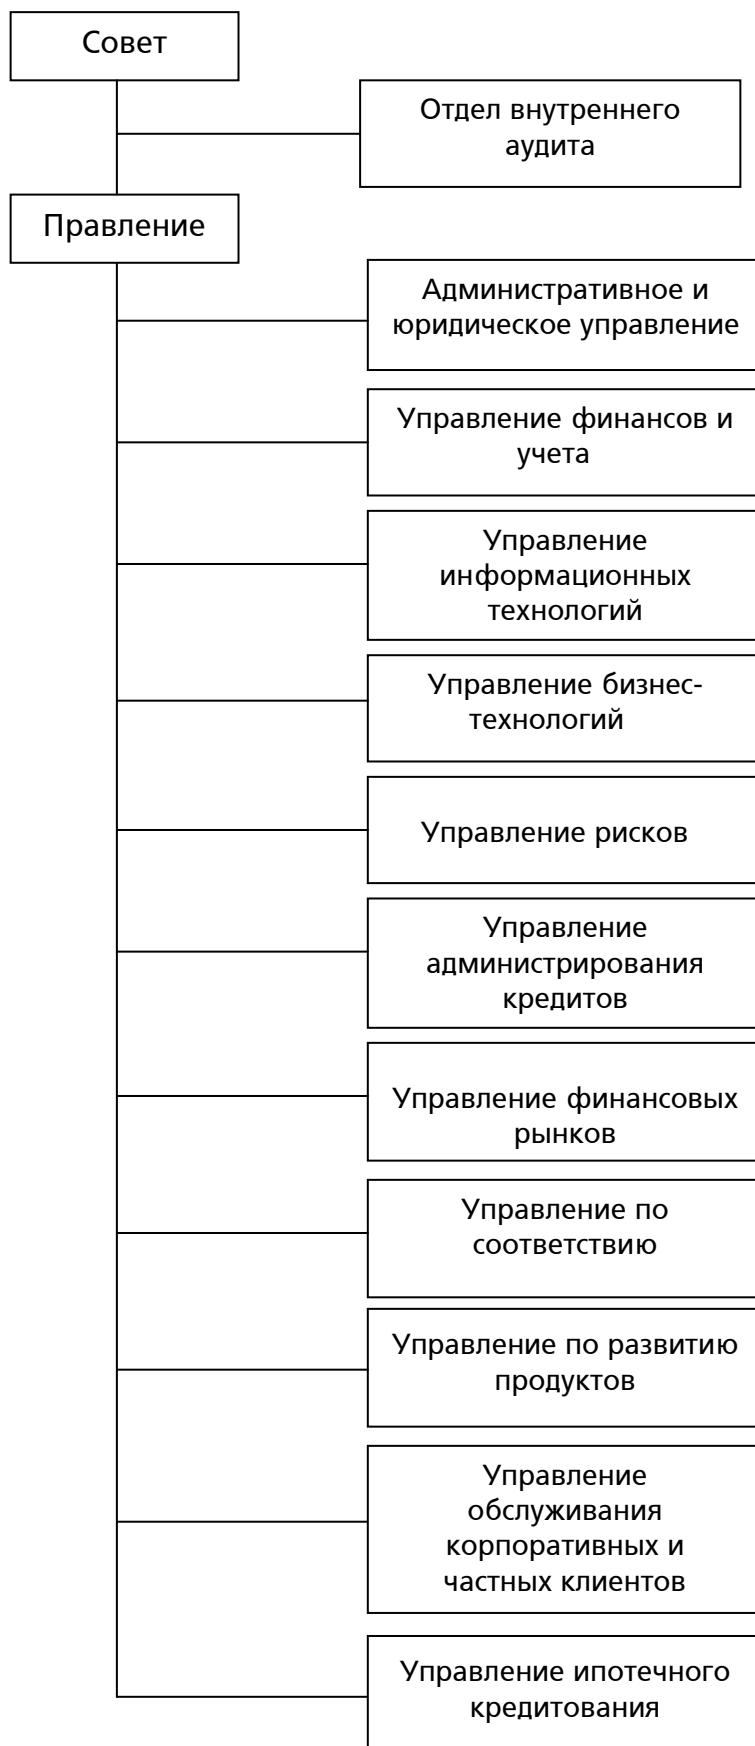 Совет
Отдел внутреннего
аудита
Правление
Административное и
юридическое управление
Управление финансов и
учета
Управление
информационных
технологий
Управление бизнес-
технологий
Управление рисков
Управление
администрирования
кредитов
Управление финансовых
рынков
Управление по
соответствию
Управление по развитию
продуктов
Управление
обслуживания
корпоративных и
частных клиентов
Управление ипотечного
кредитования